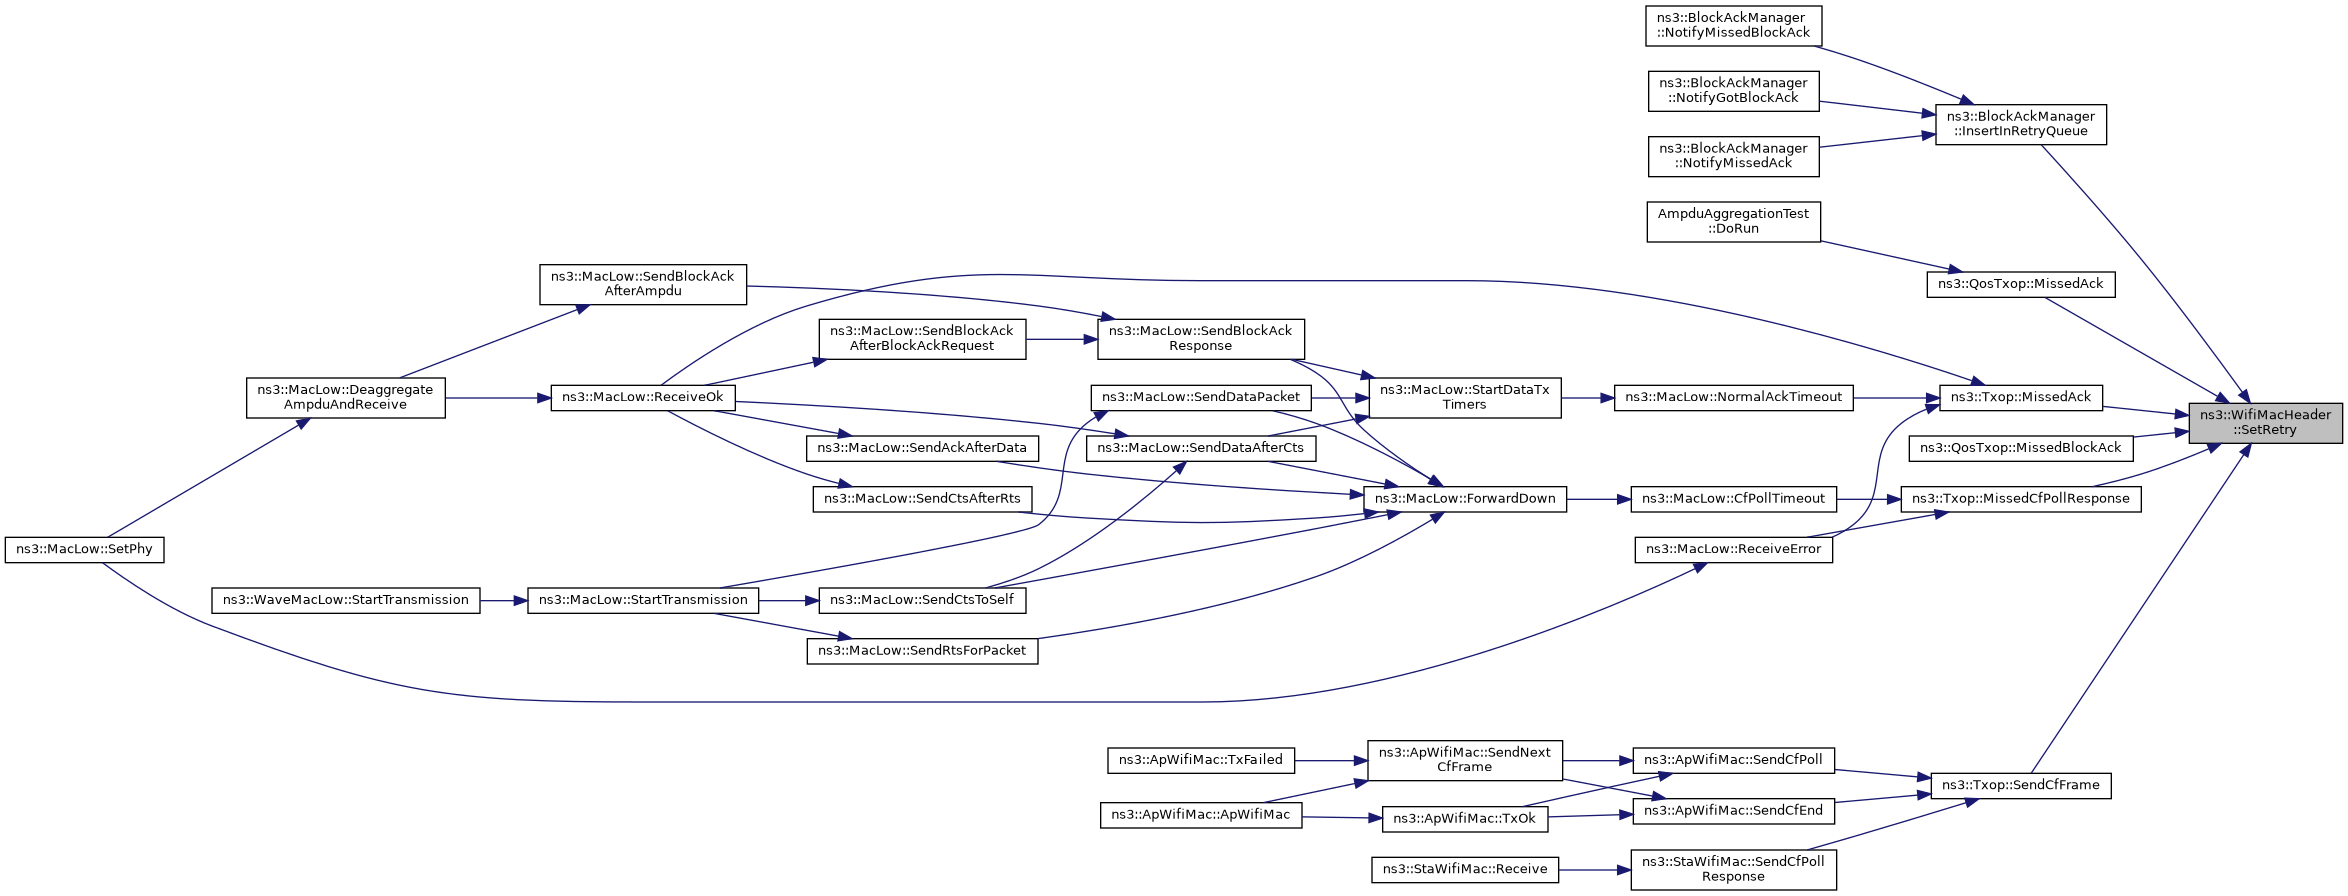 ns3::BlockAckManager
::NotifyMissedBlockAck
ns3::BlockAckManager
::NotifyGotBlockAck
ns3::BlockAckManager
::InsertInRetryQueue
ns3::BlockAckManager
::NotifyMissedAck
AmpduAggregationTest
::DoRun
ns3::QosTxop::MissedAck
ns3::MacLow::SendBlockAck
AfterAmpdu
ns3::MacLow::SendBlockAck
AfterBlockAckRequest
ns3::MacLow::SendBlockAck
Response
ns3::MacLow::Deaggregate
AmpduAndReceive
ns3::MacLow::ReceiveOk
ns3::MacLow::SendDataPacket
ns3::MacLow::StartDataTx
Timers
ns3::MacLow::NormalAckTimeout
ns3::Txop::MissedAck
ns3::WifiMacHeader
::SetRetry
ns3::MacLow::SendAckAfterData
ns3::MacLow::SendDataAfterCts
ns3::QosTxop::MissedBlockAck
ns3::MacLow::SendCtsAfterRts
ns3::MacLow::ForwardDown
ns3::MacLow::CfPollTimeout
ns3::Txop::MissedCfPollResponse
ns3::MacLow::SetPhy
ns3::MacLow::ReceiveError
ns3::WaveMacLow::StartTransmission
ns3::MacLow::StartTransmission
ns3::MacLow::SendCtsToSelf
ns3::MacLow::SendRtsForPacket
ns3::ApWifiMac::TxFailed
ns3::ApWifiMac::SendNext
CfFrame
ns3::ApWifiMac::SendCfPoll
ns3::Txop::SendCfFrame
ns3::ApWifiMac::ApWifiMac
ns3::ApWifiMac::TxOk
ns3::ApWifiMac::SendCfEnd
ns3::StaWifiMac::Receive
ns3::StaWifiMac::SendCfPoll
Response